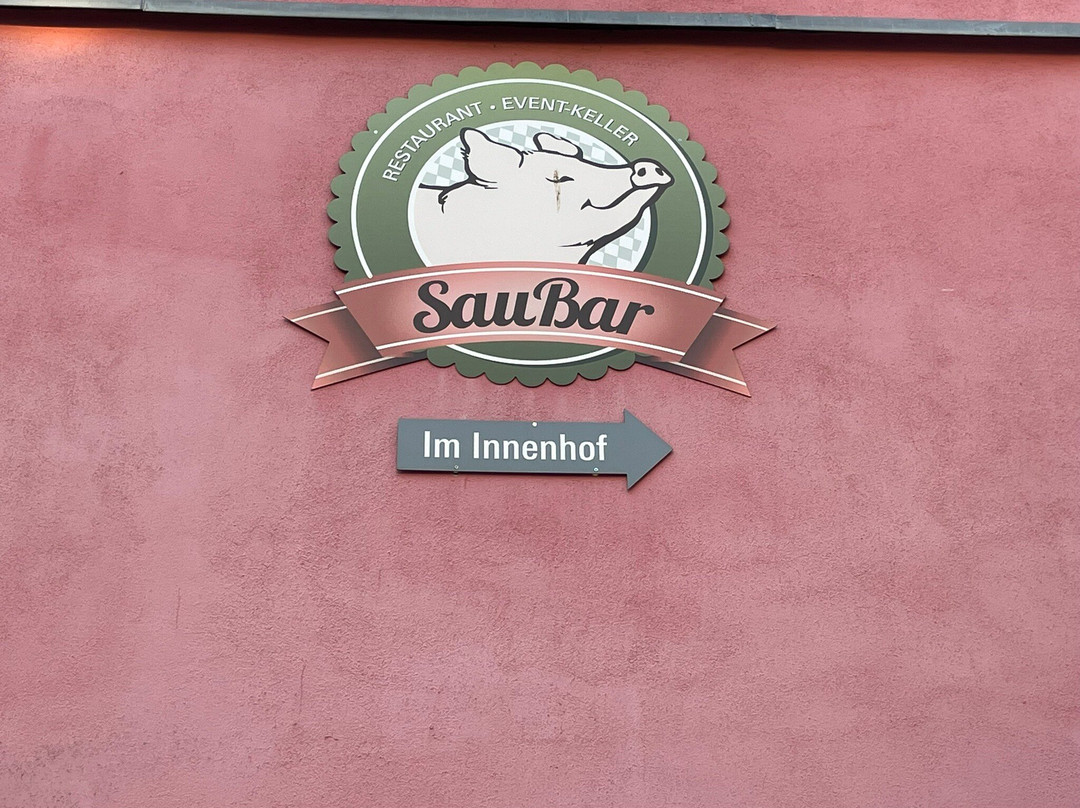 RESTAURANT • EVENT-KELLER
SauBar
Im Innenhof